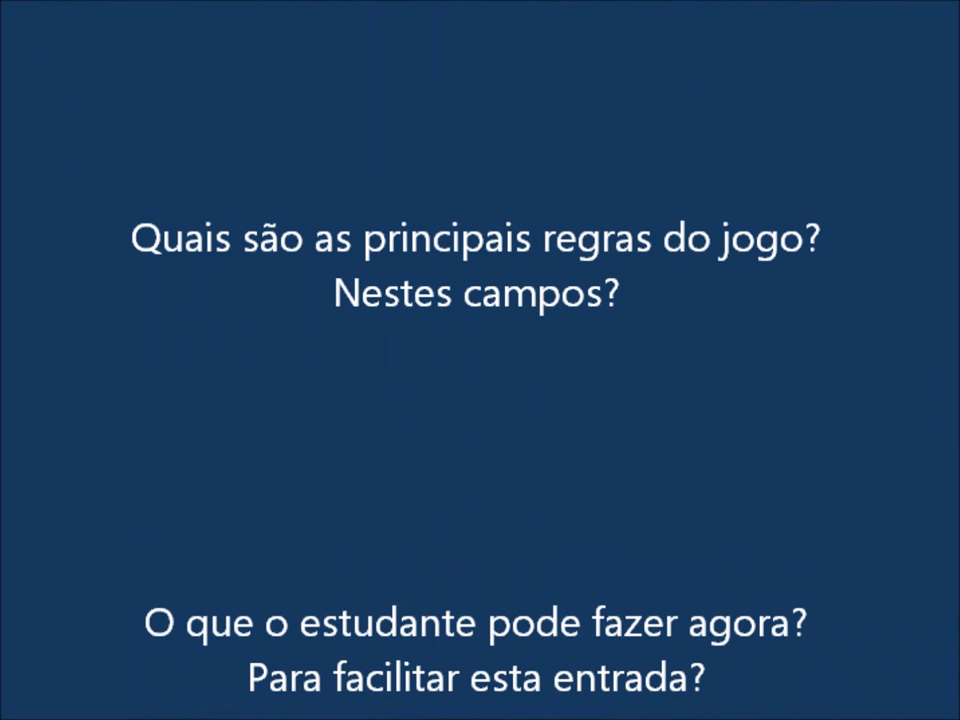 Quais são as principais regras do jogo?
Nestes campos?
O que o estudante pode fazer agora?
Para facilitar esta entrada?